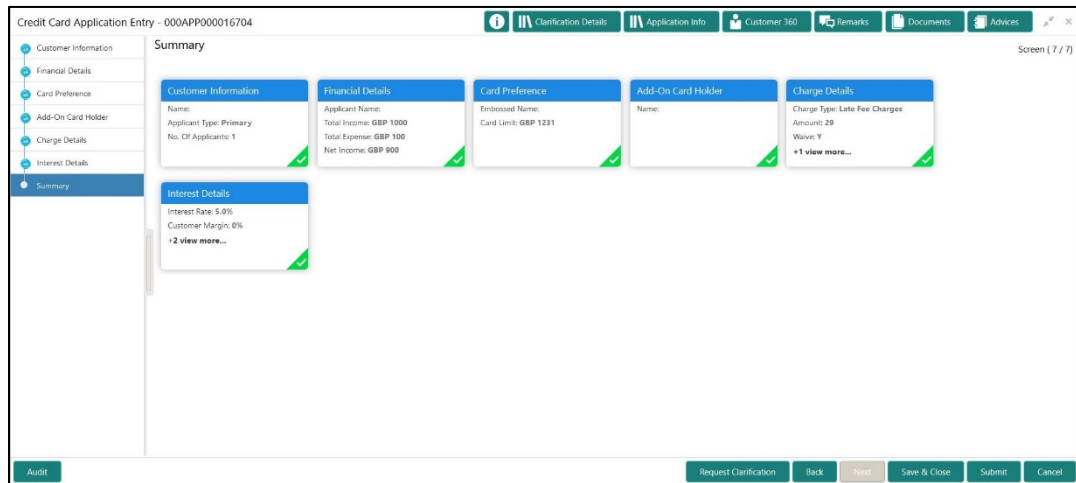 Credit Card Application Entry - 000APP000016704
Clarification Details
Application Info
Customer 360
Remarks
Documents
Advices
Customer Information
Financial Details
Card Preference
Add-On Card Holder
Charge Details
Interest Details
Summary
Summary
Screen ( 7 / 7)
Customer Information
Name:
Applicant Type: Primary
No. Of Applicants: 1
Financial Details
Applicant Name:
Total Income: GBP 1000
Total Expense: GBP 100
Net Income: GBP 900
Card Preference
Embossed Name:
Card Limit: GBP 1231
Add-On Card Holder
Name:
Charge Details
Charge Type: Late Fee Charges
Amount: 29
Waive: Y
+1 view more...
Interest Details
Interest Rate: 5.0%
Customer Margin: 0%
+2 view more...
Audit
Request Clarification
Back
Next
Save & Close
Submit
Cancel